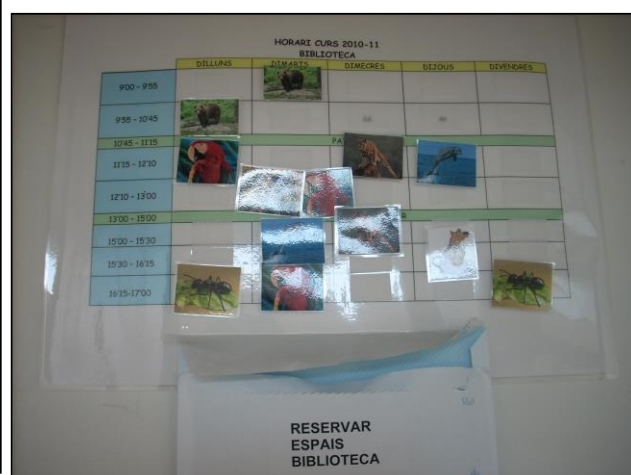 HORARI CURS 2010-11
BIBLIOTECA
DILLUNS DIMARTS DIMECRES DIJOUS DIVENDRES
9'00 - 9'55
9'55 - 10'45
10'45 - 11'15
11'15 - 12'10
12'10 - 13'00
13'00 - 15'00
15'00 - 15'30
15'30 - 16'15
16'15-17'00
RESERVAR
ESPAIS
BIBLIOTECA